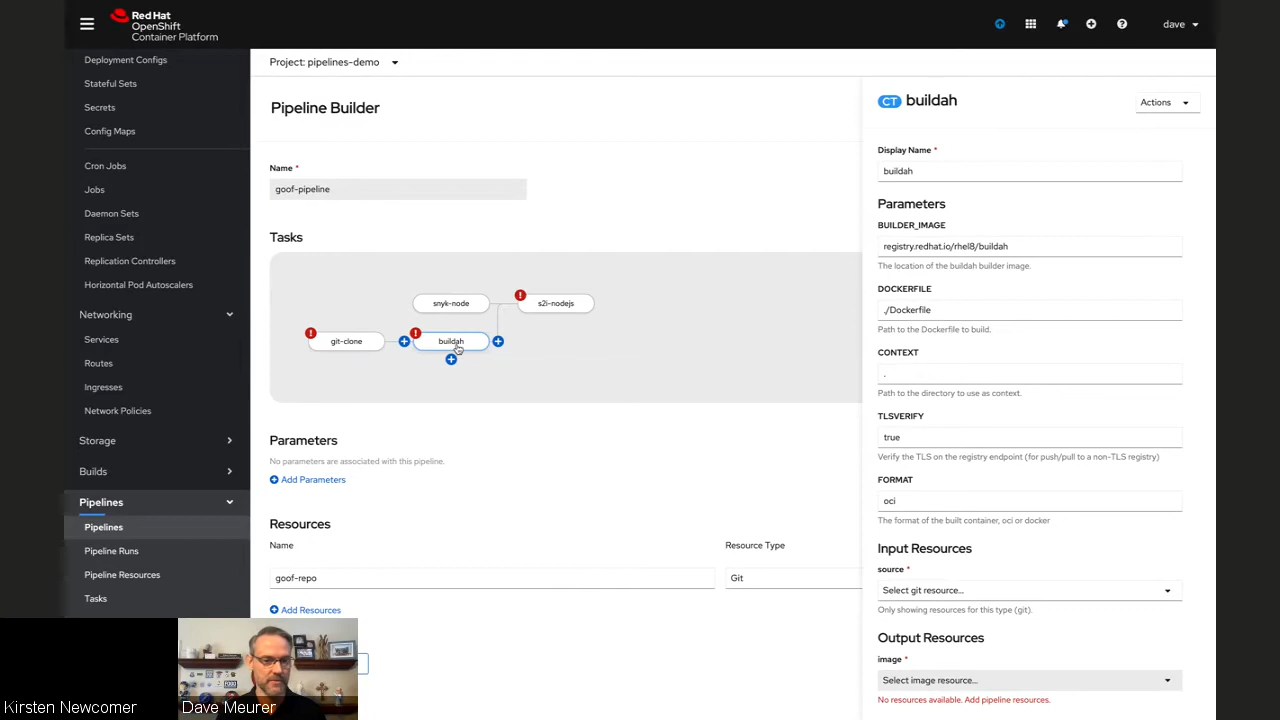 Red Hat
OpenShift
Container Platform
dave
Deployment Configs
Stateful Sets
Secrets
Config Maps
Cron Jobs
Jobs
Daemon Sets
Replica Sets
Replication Controllers
Horizontal Pod Autoscalers
Networking
Services
Routes
Ingresses
Network Policies
Storage
Builds
Pipelines
Pipelines
Pipeline Runs
Pipeline Resources
Tasks
Project: pipelines-demo
Pipeline Builder
Name *
goof-pipeline
Tasks
snyk-node
s2i-nodejs
git-clone
buildah
Parameters
No parameters are associated with this pipeline.
Add Parameters
Resources
Name
Resource Type
goof-repo
Git
Add Resources
CT buildah
Actions
Display Name *
buildah
Parameters
BUILDER_IMAGE
registry.redhat.io/rhel8/buildah
The location of the buildah builder image.
DOCKERFILE
./Dockerfile
Path to the Dockerfile to build.
CONTEXT
.
Path to the directory to use as context.
TLSVERIFY
true
Verify the TLS on the registry endpoint (for push/pull to a non-TLS registry)
FORMAT
oci
The format of the built container, oci or docker
Input Resources
source *
Select git resource...
Only showing resources for this type (git).
Output Resources
image *
Select image resource...
No resources available. Add pipeline resources.
Kirsten Newcomer
Dave Meurer